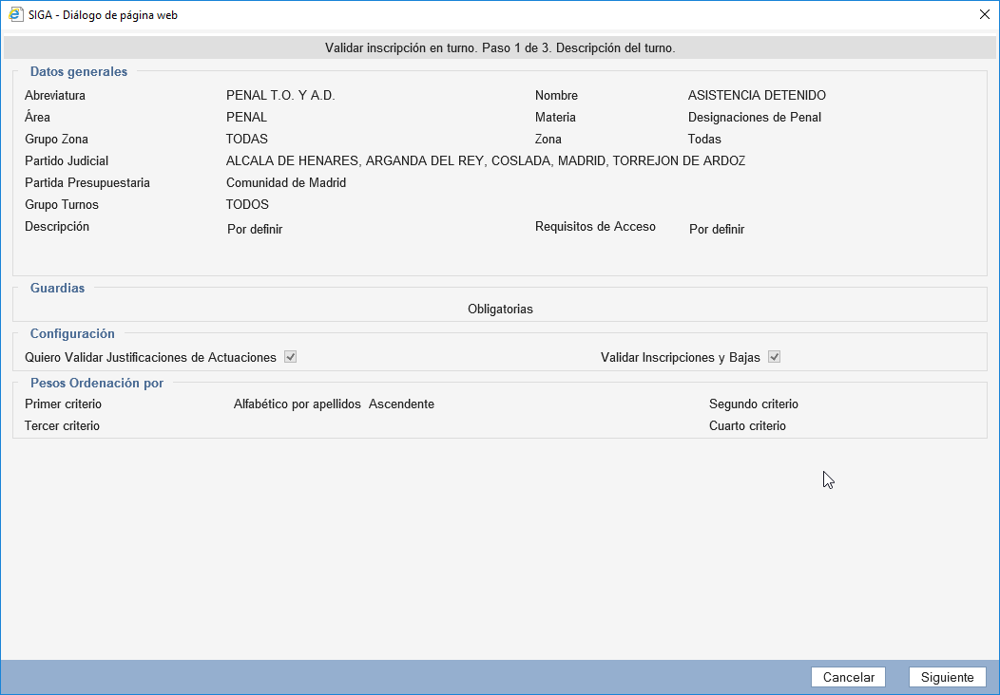 SIGA - Diálogo de página web
Validar inscripción en turno. Paso 1 de 3. Descripción del turno.
Datos generales
Abreviatura PENAL T.O. Y A.D. Nombre ASISTENCIA DETENIDO
Área PENAL Materia Designaciones de Penal
Grupo Zona TODAS Zona Todas
Partido Judicial ALCALA DE HENARES, ARGANDA DEL REY, COSLADA, MADRID, TORREJON DE ARDOZ
Partida Presupuestaria Comunidad de Madrid
Grupo Turnos TODOS
Descripción Por definir Requisitos de Acceso Por definir
Guardias
Obligatorias
Configuración
Quiero Validar Justificaciones de Actuaciones Validar Inscripciones y Bajas
Pesos Ordenación por
Primer criterio Alfabético por apellidos Ascendente Segundo criterio
Tercer criterio Cuarto criterio
Cancelar Siguiente